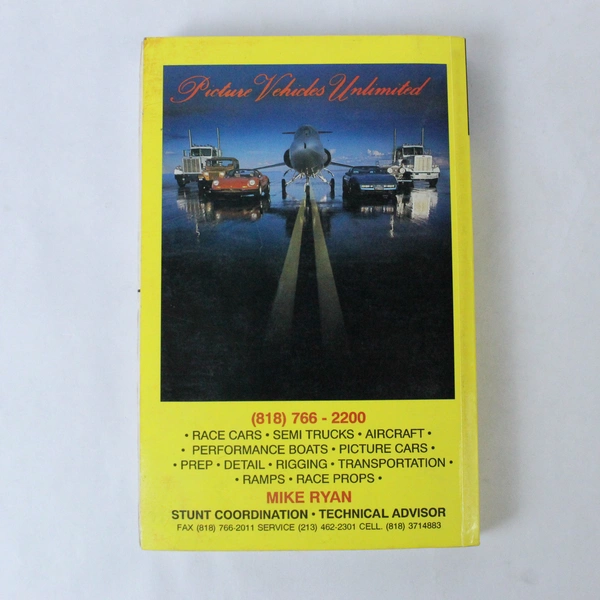 Picture Vehicles Unlimited
(818) 766 - 2200
• RACE CARS • SEMI TRUCKS • AIRCRAFT •
• PERFORMANCE BOATS • PICTURE CARS •
• PREP • DETAIL • RIGGING • TRANSPORTATION •
• RAMPS • RACE PROPS •
MIKE RYAN
STUNT COORDINATION • TECHNICAL ADVISOR
FAX (818) 766-2011 SERVICE (213) 462-2301 CELL. (818) 3714883